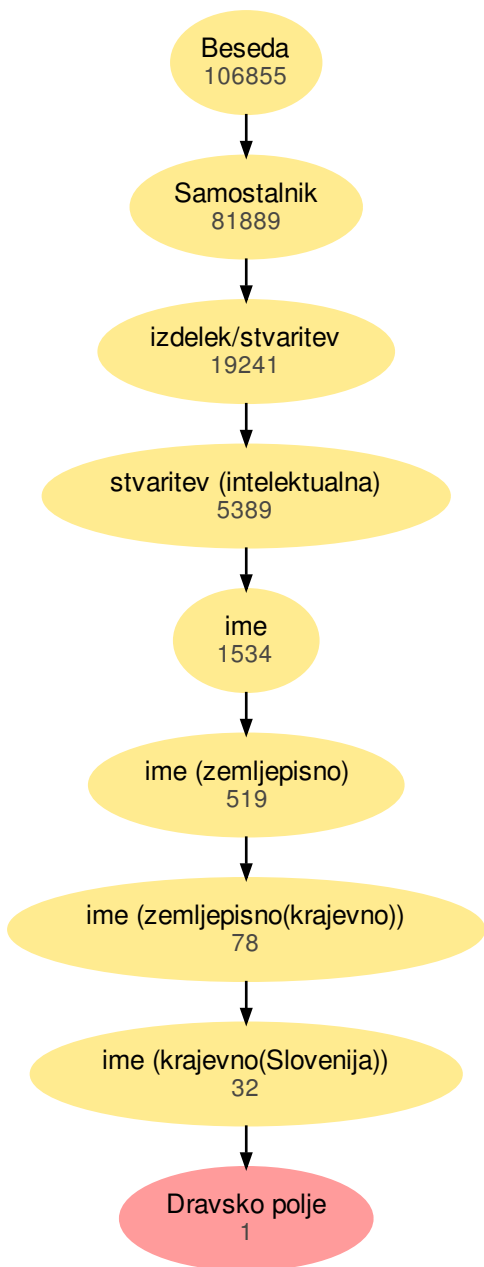 Beseda
106855
Samostalnik
81889
izdelek/stvaritev
19241
stvaritev (intelektualna)
5389
ime
1534
ime (zemljepisno)
519
ime (zemljepisno(krajevno))
78
ime (krajevno(Slovenija))
32
Dravsko polje
1